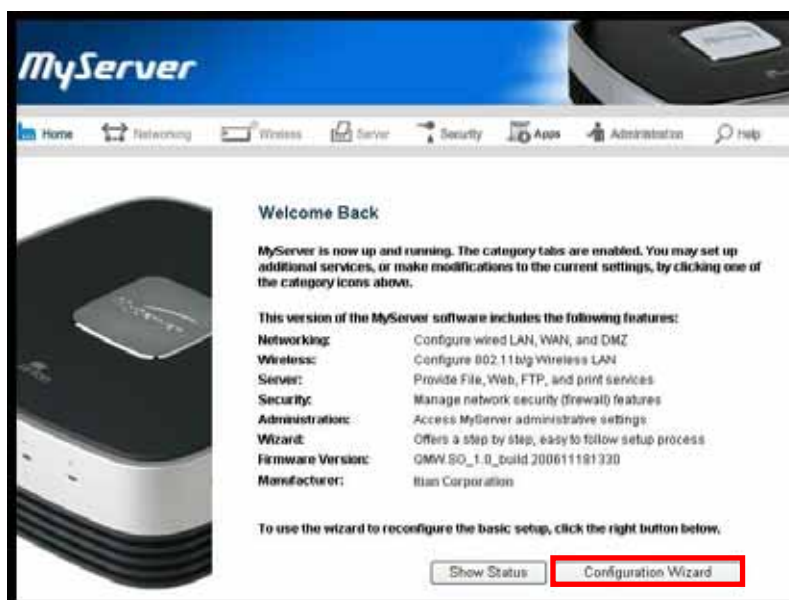 MyServer
Home Networking Wireless Server Security Apps Administration Help
Welcome Back
MyServer is now up and running. The category tabs are enabled. You may set up
additional services, or make modifications to the current settings, by clicking one of
the category icons above.
This version of the MyServer software includes the following features:
Networking: Configure wired LAN, WAN, and DMZ
Wireless: Configure 802.11b/g Wireless LAN
Server: Provide File, Web, FTP, and print services
Security: Manage network security (firewall) features
Administration: Access MyServer administrative settings
Wizard: Offers a step by step, easy to follow setup process
Firmware Version: QMW.SO_1.0_build.200611181330
Manufacturer: Itian Corporation
To use the wizard to reconfigure the basic setup, click the right button below.
Show Status Configuration Wizard